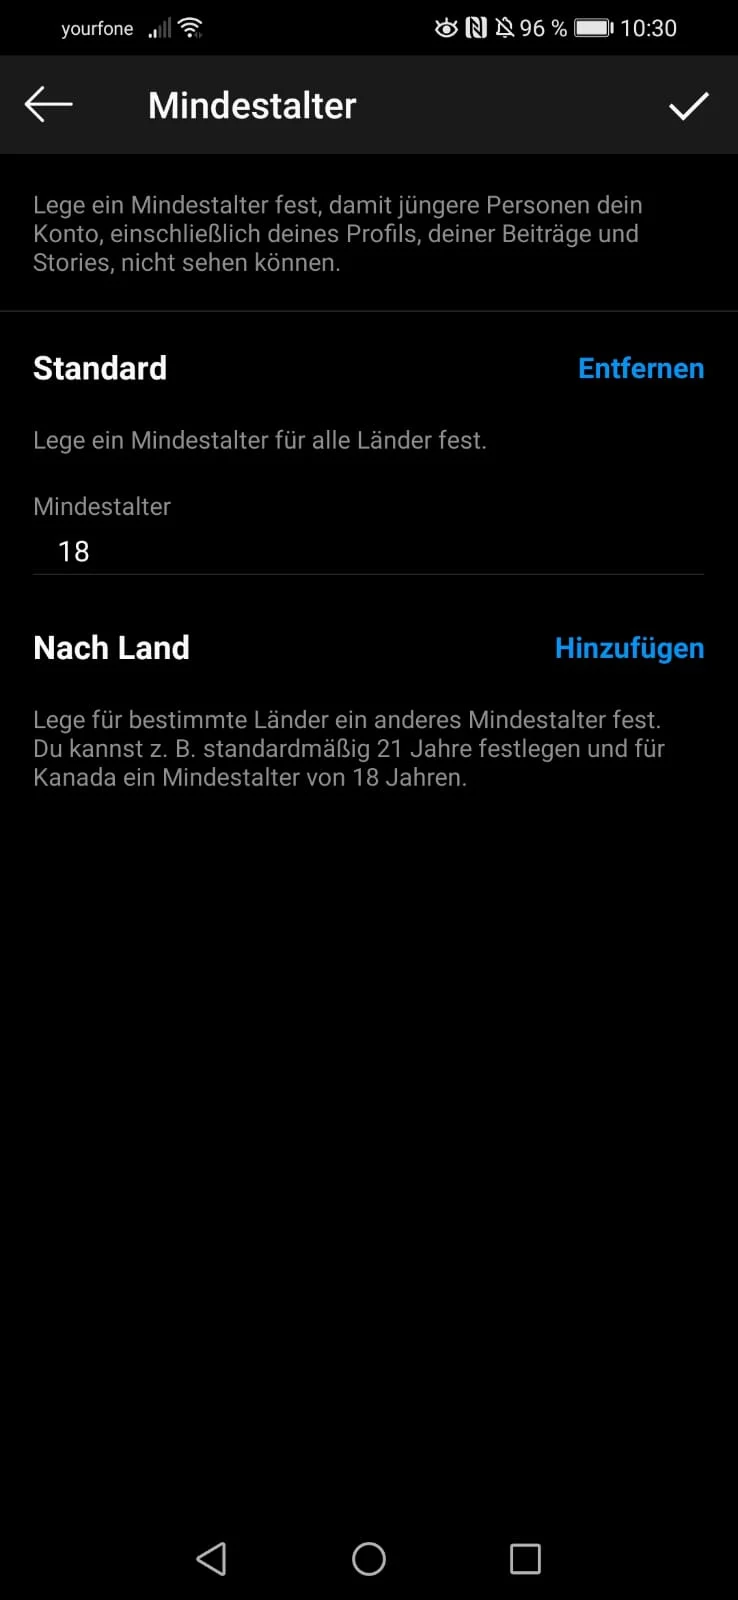 yourfone 96 % 10:30
Mindestalter
Lege ein Mindestalter fest, damit jüngere Personen dein
Konto, einschließlich deines Profils, deiner Beiträge und
Stories, nicht sehen können.
Standard Entfernen
Lege ein Mindestalter für alle Länder fest.
Mindestalter
18
Nach Land Hinzufügen
Lege für bestimmte Länder ein anderes Mindestalter fest.
Du kannst z. B. standardmäßig 21 Jahre festlegen und für
Kanada ein Mindestalter von 18 Jahren.